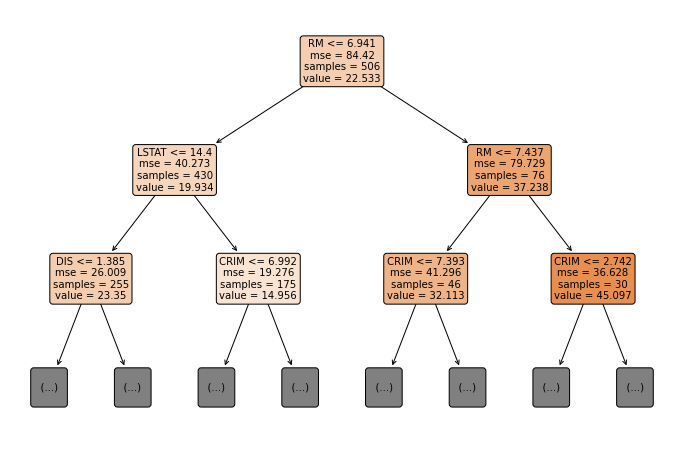 RM <= 6.941
mse = 84.42
samples = 506
value = 22.533
LSTAT <= 14.4
mse = 40.273
samples = 430
value = 19.934
RM <= 7.437
mse = 79.729
samples = 76
value = 37.238
DIS <= 1.385
mse = 26.009
samples = 255
value = 23.35
CRIM <= 6.992
mse = 19.276
samples = 175
value = 14.956
CRIM <= 7.393
mse = 41.296
samples = 46
value = 32.113
CRIM <= 2.742
mse = 36.628
samples = 30
value = 45.097
(...)
(...)
(...)
(...)
(...)
(...)
(...)
(...)